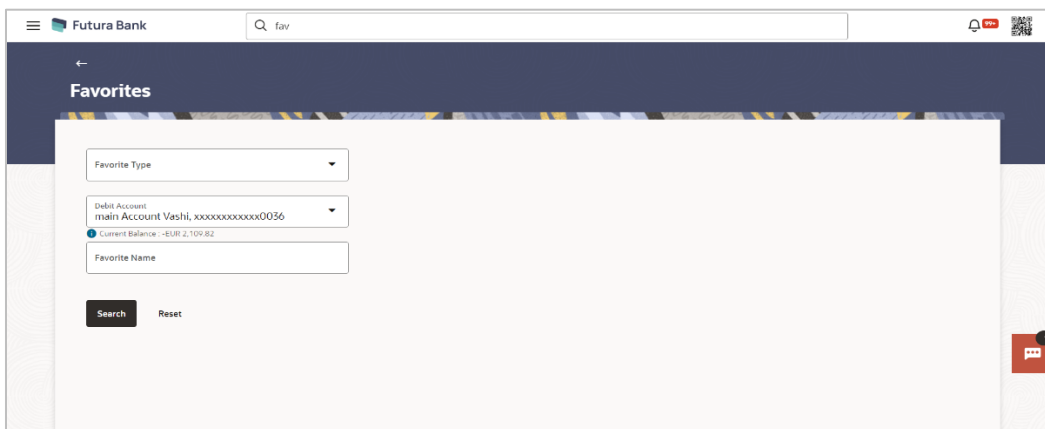 Futura Bank
fav
99+
Favorites
Favorite Type
Debit Account
main Account Vashi, xxxxxxxxxxxx0036
Current Balance : -EUR 2,109.82
Favorite Name
Search Reset